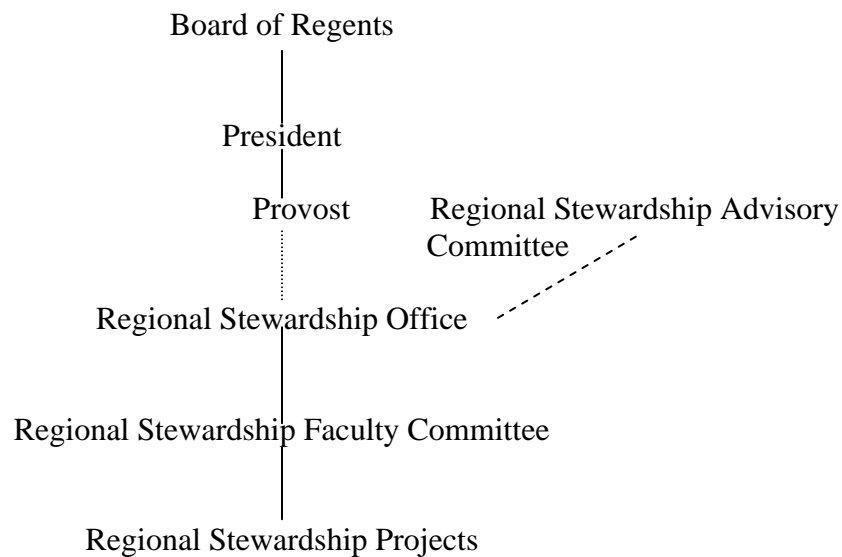 Board of Regents
President
Provost
Regional Stewardship Advisory
Committee
Regional Stewardship Office
Regional Stewardship Faculty Committee
Regional Stewardship Projects